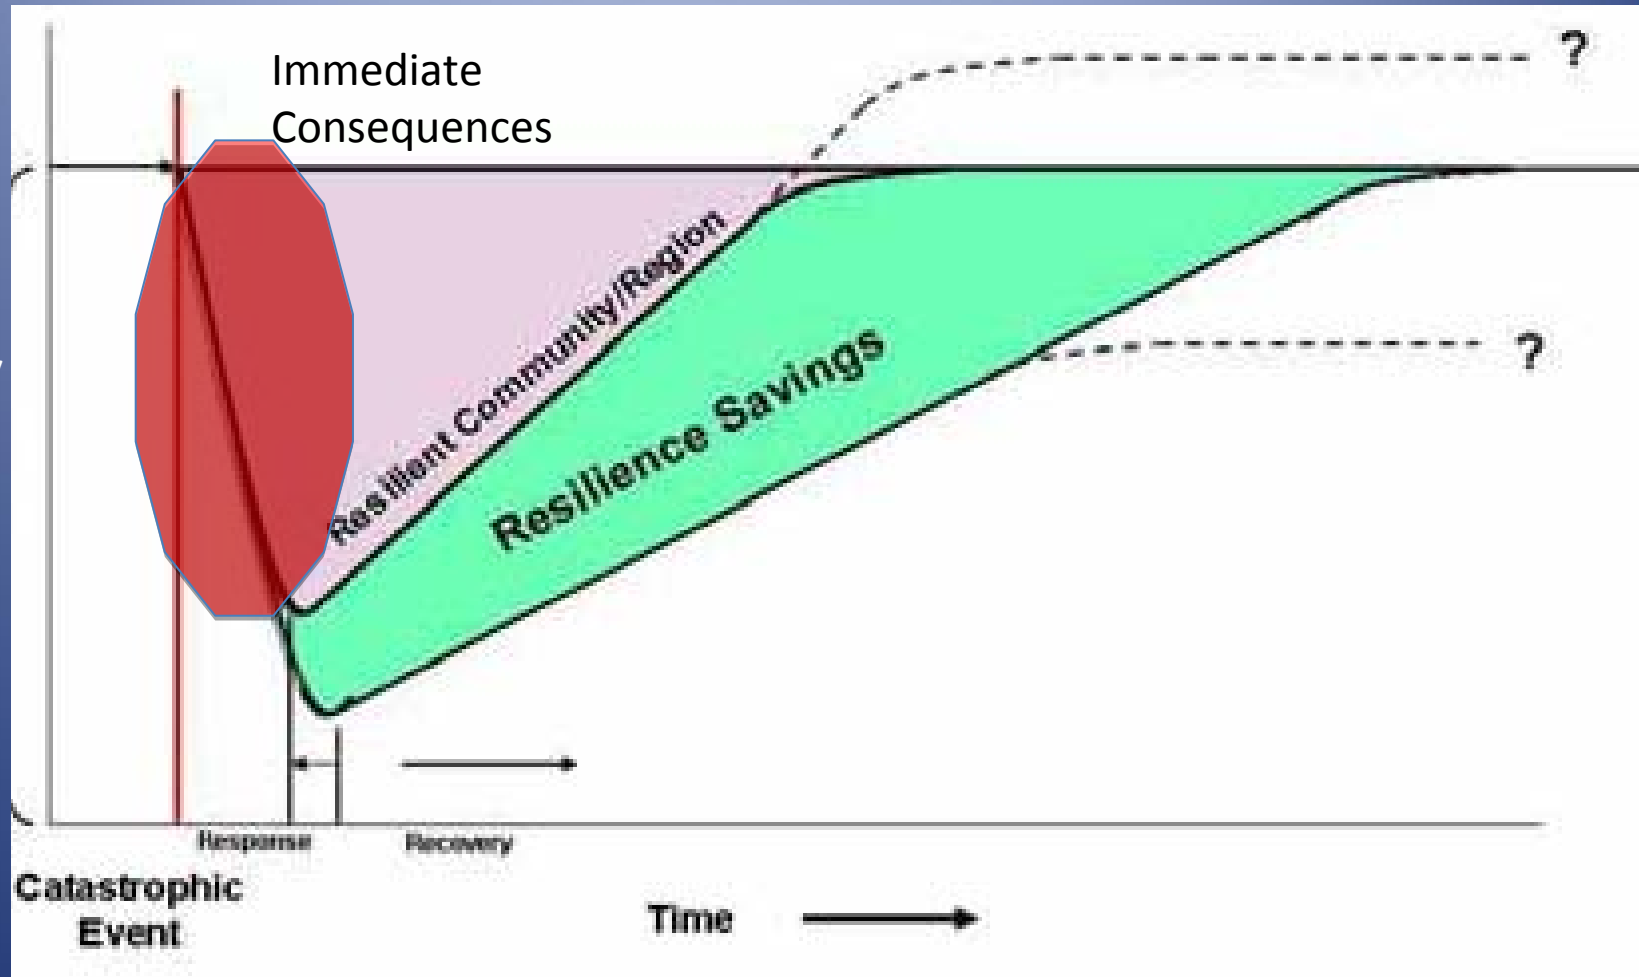 Immediate
Consequences
?
Resilient Community/Region
Resilience Savings
?
Response
Recovery
Catastrophic
Event
Time